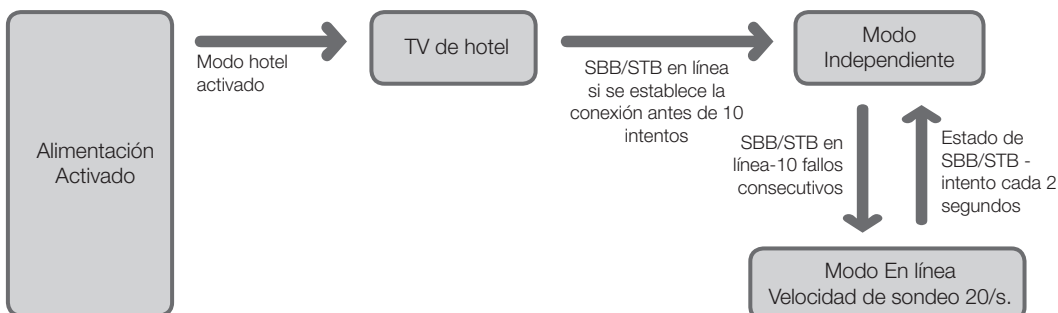 Alimentación
Activado
Modo hotel
activado
TV de hotel
SBB/STB en línea
si se establece la
conexión antes de 10
intentos
Modo
Independiente
SBB/STB en
línea-10 fallos
consecutivos
Estado de
SBB/STB -
intento cada 2
segundos
Modo En línea
Velocidad de sondeo 20/s.